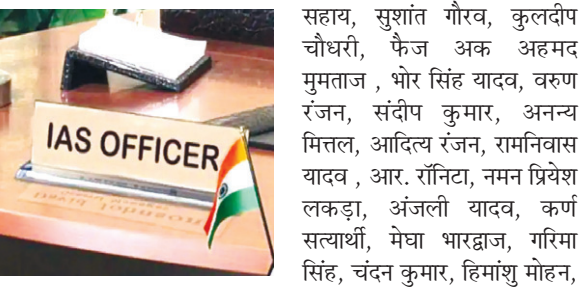 IAS OFFICER
सहाय, सुशांत गौरव, कुलदीप
चौधरी, फैज अक अहमद
मुमताज , भोर सिंह यादव, वरुण
रंजन, संदीप कुमार, अनन्य
मित्तल, आदित्य रंजन, रामनिवास
यादव , आर. रॉनिटा, नमन प्रियेश
लकड़ा, अंजली यादव, कर्ण
सत्यार्थी, मेघा भारद्वाज, गरिमा
सिंह, चंदन कुमार, हिमांशु मोहन,